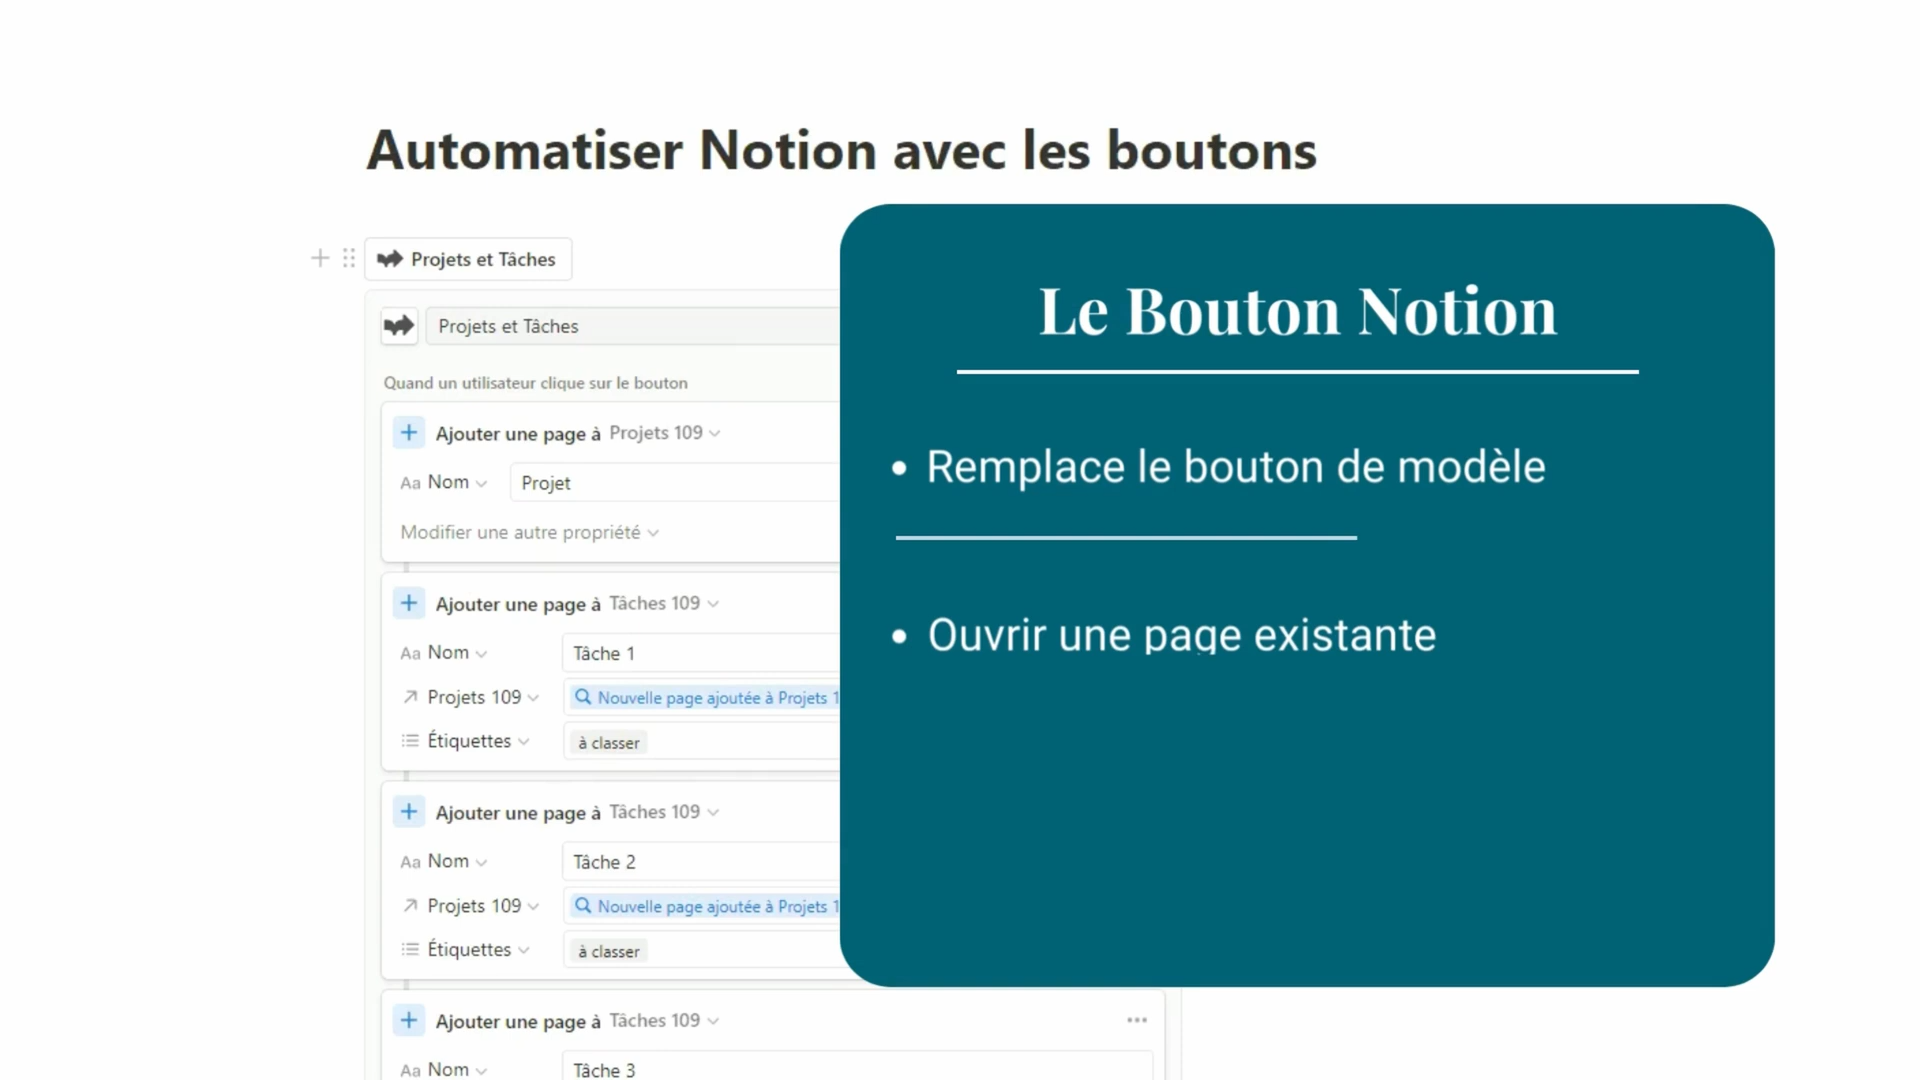 Automatiser Notion avec les boutons
Projets et Tâches
Projets et Tâches
Quand un utilisateur clique sur le bouton
Ajouter une page à Projets 109
Aa Nom Projet
Modifier une autre propriété
Ajouter une page à Tâches 109
Aa Nom Tâche 1
Projets 109 Nouvelle page ajoutée à Projets 1
Étiquettes à classer
Ajouter une page à Tâches 109
Aa Nom Tâche 2
Projets 109 Nouvelle page ajoutée à Projets 1
Étiquettes à classer
Ajouter une page à Tâches 109
Aa Nom Tâche 3
Le Bouton Notion
• Remplace le bouton de modèle
• Ouvrir une page existante